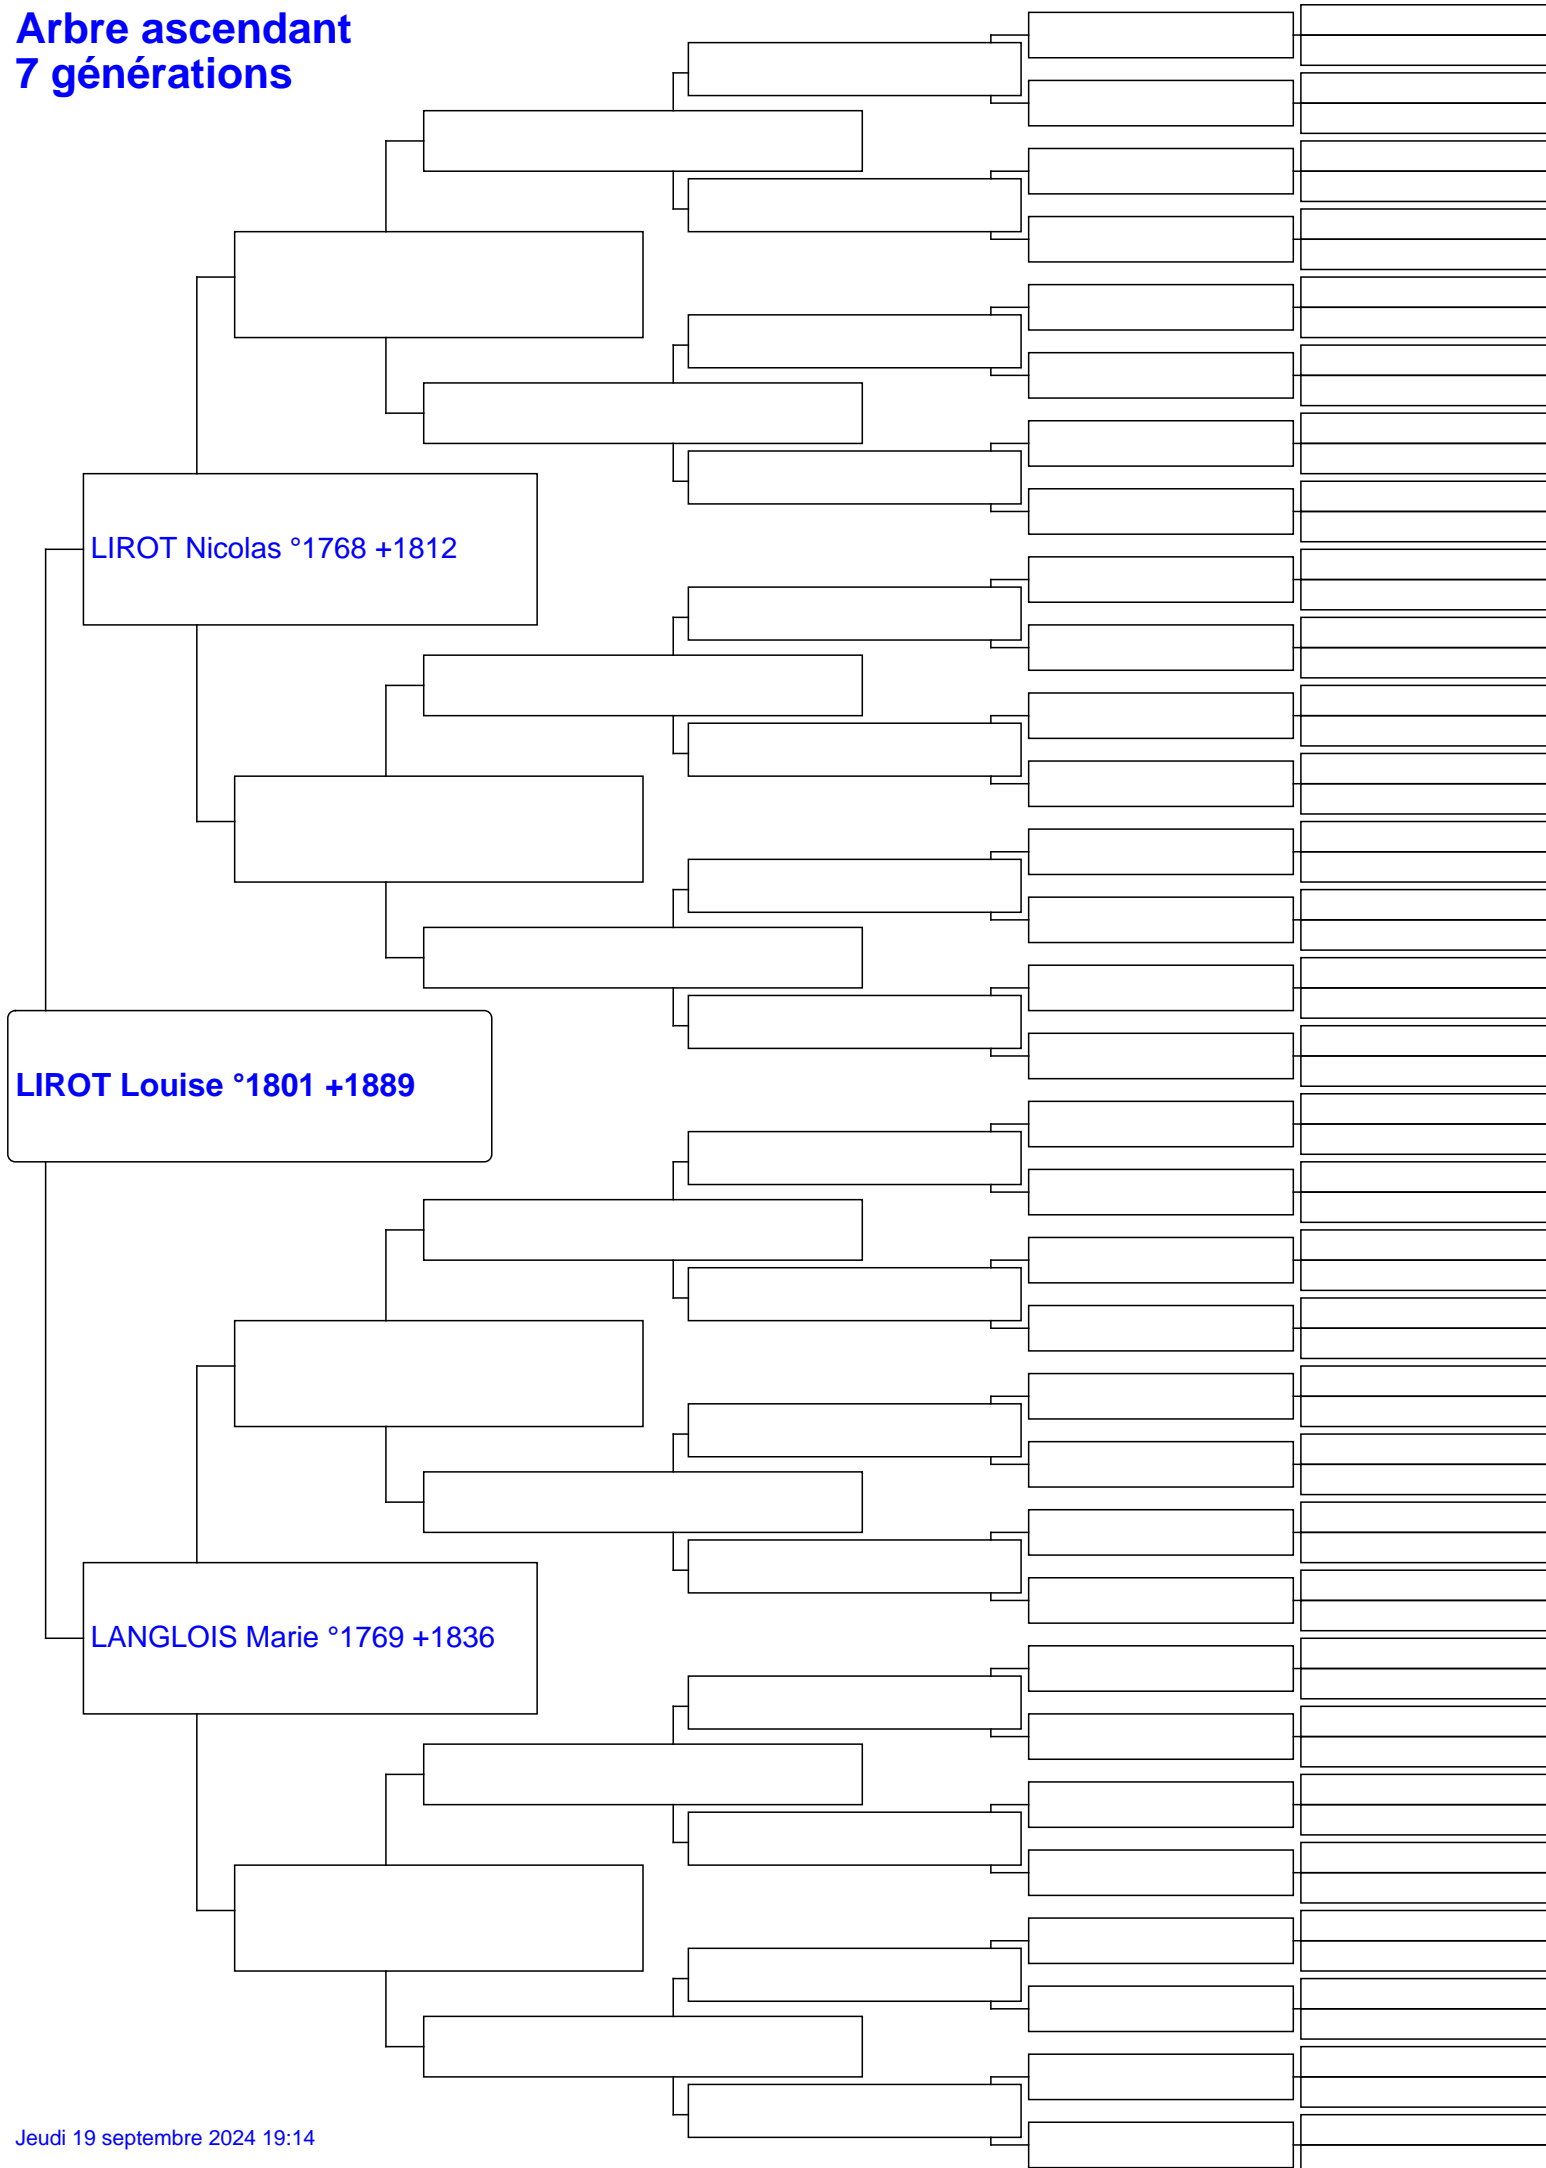 Arbre ascendant
7 générations
LIROT Nicolas °1768 +1812
LIROT Louise °1801 +1889
LANGLOIS Marie °1769 +1836
Jeudi 19 septembre 2024 19:14